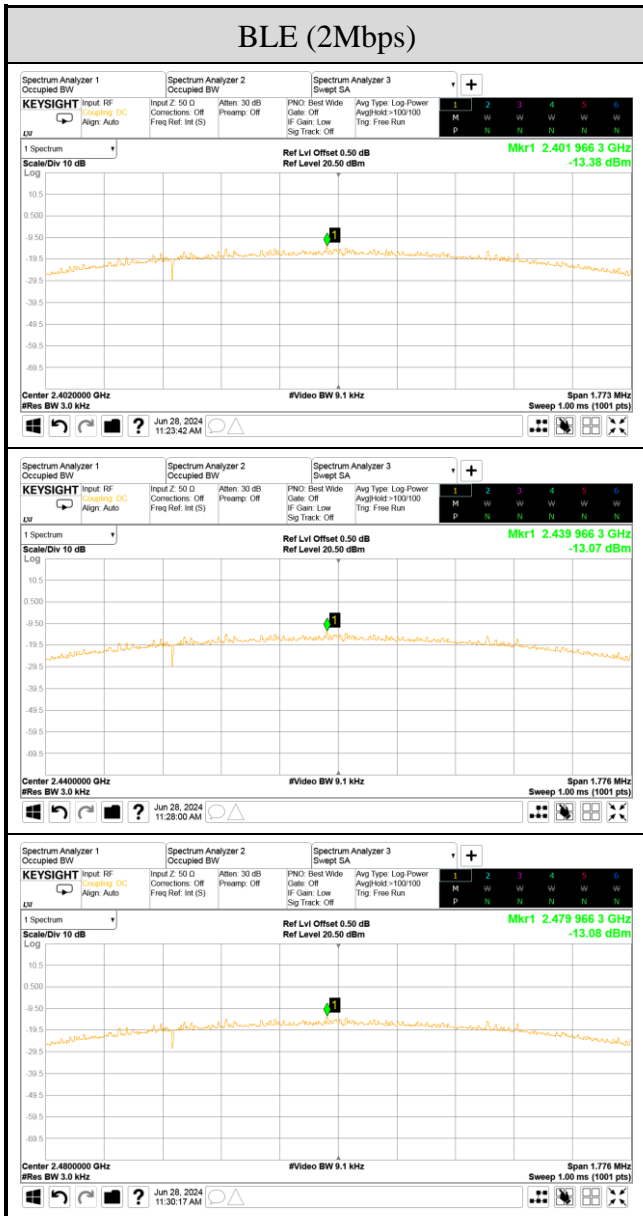 BLE (2Mbps)
Spectrum Analyzer 1 Spectrum Analyzer 2 Spectrum Analyzer 3
Occupied BW Occupied BW Swept SA
KEYSIGHT Input: RF Input Z: 50 Ω Atten: 30 dB PNO: Best Wide Avg Type: Log-Power 1 2 3 4 5 6
Coupling: DC Corrections: Off Preamp: Off Gate: Off Avg|Hold:>100/100 M W W W W W
Align: Auto Freq Ref: Int (S) IF Gain: Low Trig: Free Run
Sig Track: Off P N N N N N
1 Spectrum Ref Lvl Offset 0.50 dB Mkr1 2.401 966 3 GHz
Scale/Div 10 dB Ref Level 20.50 dBm -13.38 dBm
Log
10.5
0.500
1
-9.50
-19.5
-29.5
-39.5
-49.5
-59.5
-69.5
Center 2.4020000 GHz #Video BW 9.1 kHz Span 1.773 MHz
#Res BW 3.0 kHz Sweep 1.00 ms (1001 pts)
? Jun 28, 2024
11:23:42 AM
Spectrum Analyzer 1 Spectrum Analyzer 2 Spectrum Analyzer 3
Occupied BW Occupied BW Swept SA
KEYSIGHT Input: RF Input Z: 50 Ω Atten: 30 dB PNO: Best Wide Avg Type: Log-Power 1 2 3 4 5 6
Coupling: DC Corrections: Off Preamp: Off Gate: Off Avg|Hold:>100/100 M W W W W W
Align: Auto Freq Ref: Int (S) IF Gain: Low Trig: Free Run
Sig Track: Off P N N N N N
1 Spectrum Ref Lvl Offset 0.50 dB Mkr1 2.439 966 3 GHz
Scale/Div 10 dB Ref Level 20.50 dBm -13.07 dBm
Log
10.5
0.500
1
-9.50
-19.5
-29.5
-39.5
-49.5
-59.5
-69.5
Center 2.4400000 GHz #Video BW 9.1 kHz Span 1.776 MHz
#Res BW 3.0 kHz Sweep 1.00 ms (1001 pts)
? Jun 28, 2024
11:28:00 AM
Spectrum Analyzer 1 Spectrum Analyzer 2 Spectrum Analyzer 3
Occupied BW Occupied BW Swept SA
KEYSIGHT Input: RF Input Z: 50 Ω Atten: 30 dB PNO: Best Wide Avg Type: Log-Power 1 2 3 4 5 6
Coupling: DC Corrections: Off Preamp: Off Gate: Off Avg|Hold:>100/100 M W W W W W
Align: Auto Freq Ref: Int (S) IF Gain: Low Trig: Free Run
Sig Track: Off P N N N N N
1 Spectrum Ref Lvl Offset 0.50 dB Mkr1 2.479 966 3 GHz
Scale/Div 10 dB Ref Level 20.50 dBm -13.08 dBm
Log
10.5
0.500
1
-9.50
-19.5
-29.5
-39.5
-49.5
-59.5
-69.5
Center 2.4800000 GHz #Video BW 9.1 kHz Span 1.776 MHz
#Res BW 3.0 kHz Sweep 1.00 ms (1001 pts)
? Jun 28, 2024
11:30:17 AM